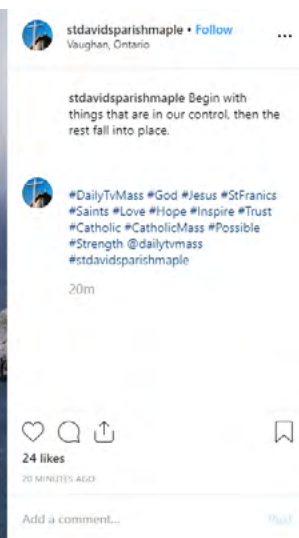 stdavidsparishmaple • Follow
Vaughan, Ontario
stdavidsparishmaple Begin with
things that are in our control, then the
rest fall into place.
#DailyTvMass #God #Jesus #StFranics
#Saints #Love #Hope #Inspire #Trust
#Catholic #CatholicMass #Possible
#Strength @dailytvmass
#stdavidsparishmaple
20m
24 likes
20 MINUTES AGO
Add a comment...
Post